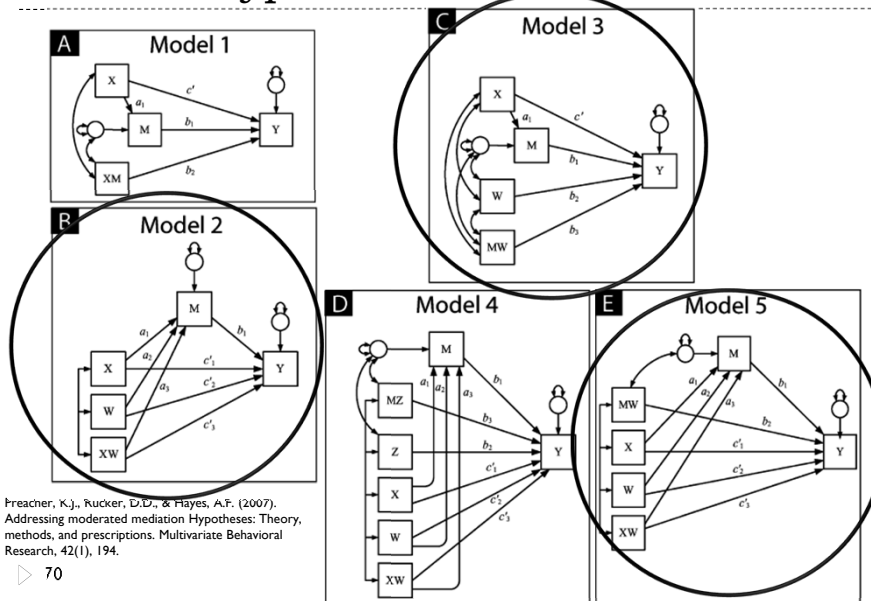 A
Model 1
X
c'
a1
M
b1
Y
b2
XM
B
Model 2
M
a1
a2
a3
b1
X
c'1
Y
W
c'2
XW
c'3
C
Model 3
X
c'
a1
M
b1
Y
W
b2
b3
MW
D
Model 4
M
a1
a2
a3
b1
MZ
b3
Z
b2
Y
X
c'1
W
c'2
c'3
XW
E
Model 5
M
a1
a2
a3
b1
MW
b2
X
c'1
Y
W
c'2
XW
c'3
Preacher, K.J., Rucker, D.D., & Hayes, A.F. (2007).
Addressing moderated mediation Hypotheses: Theory,
methods, and prescriptions. Multivariate Behavioral
Research, 42(1), 194.
70